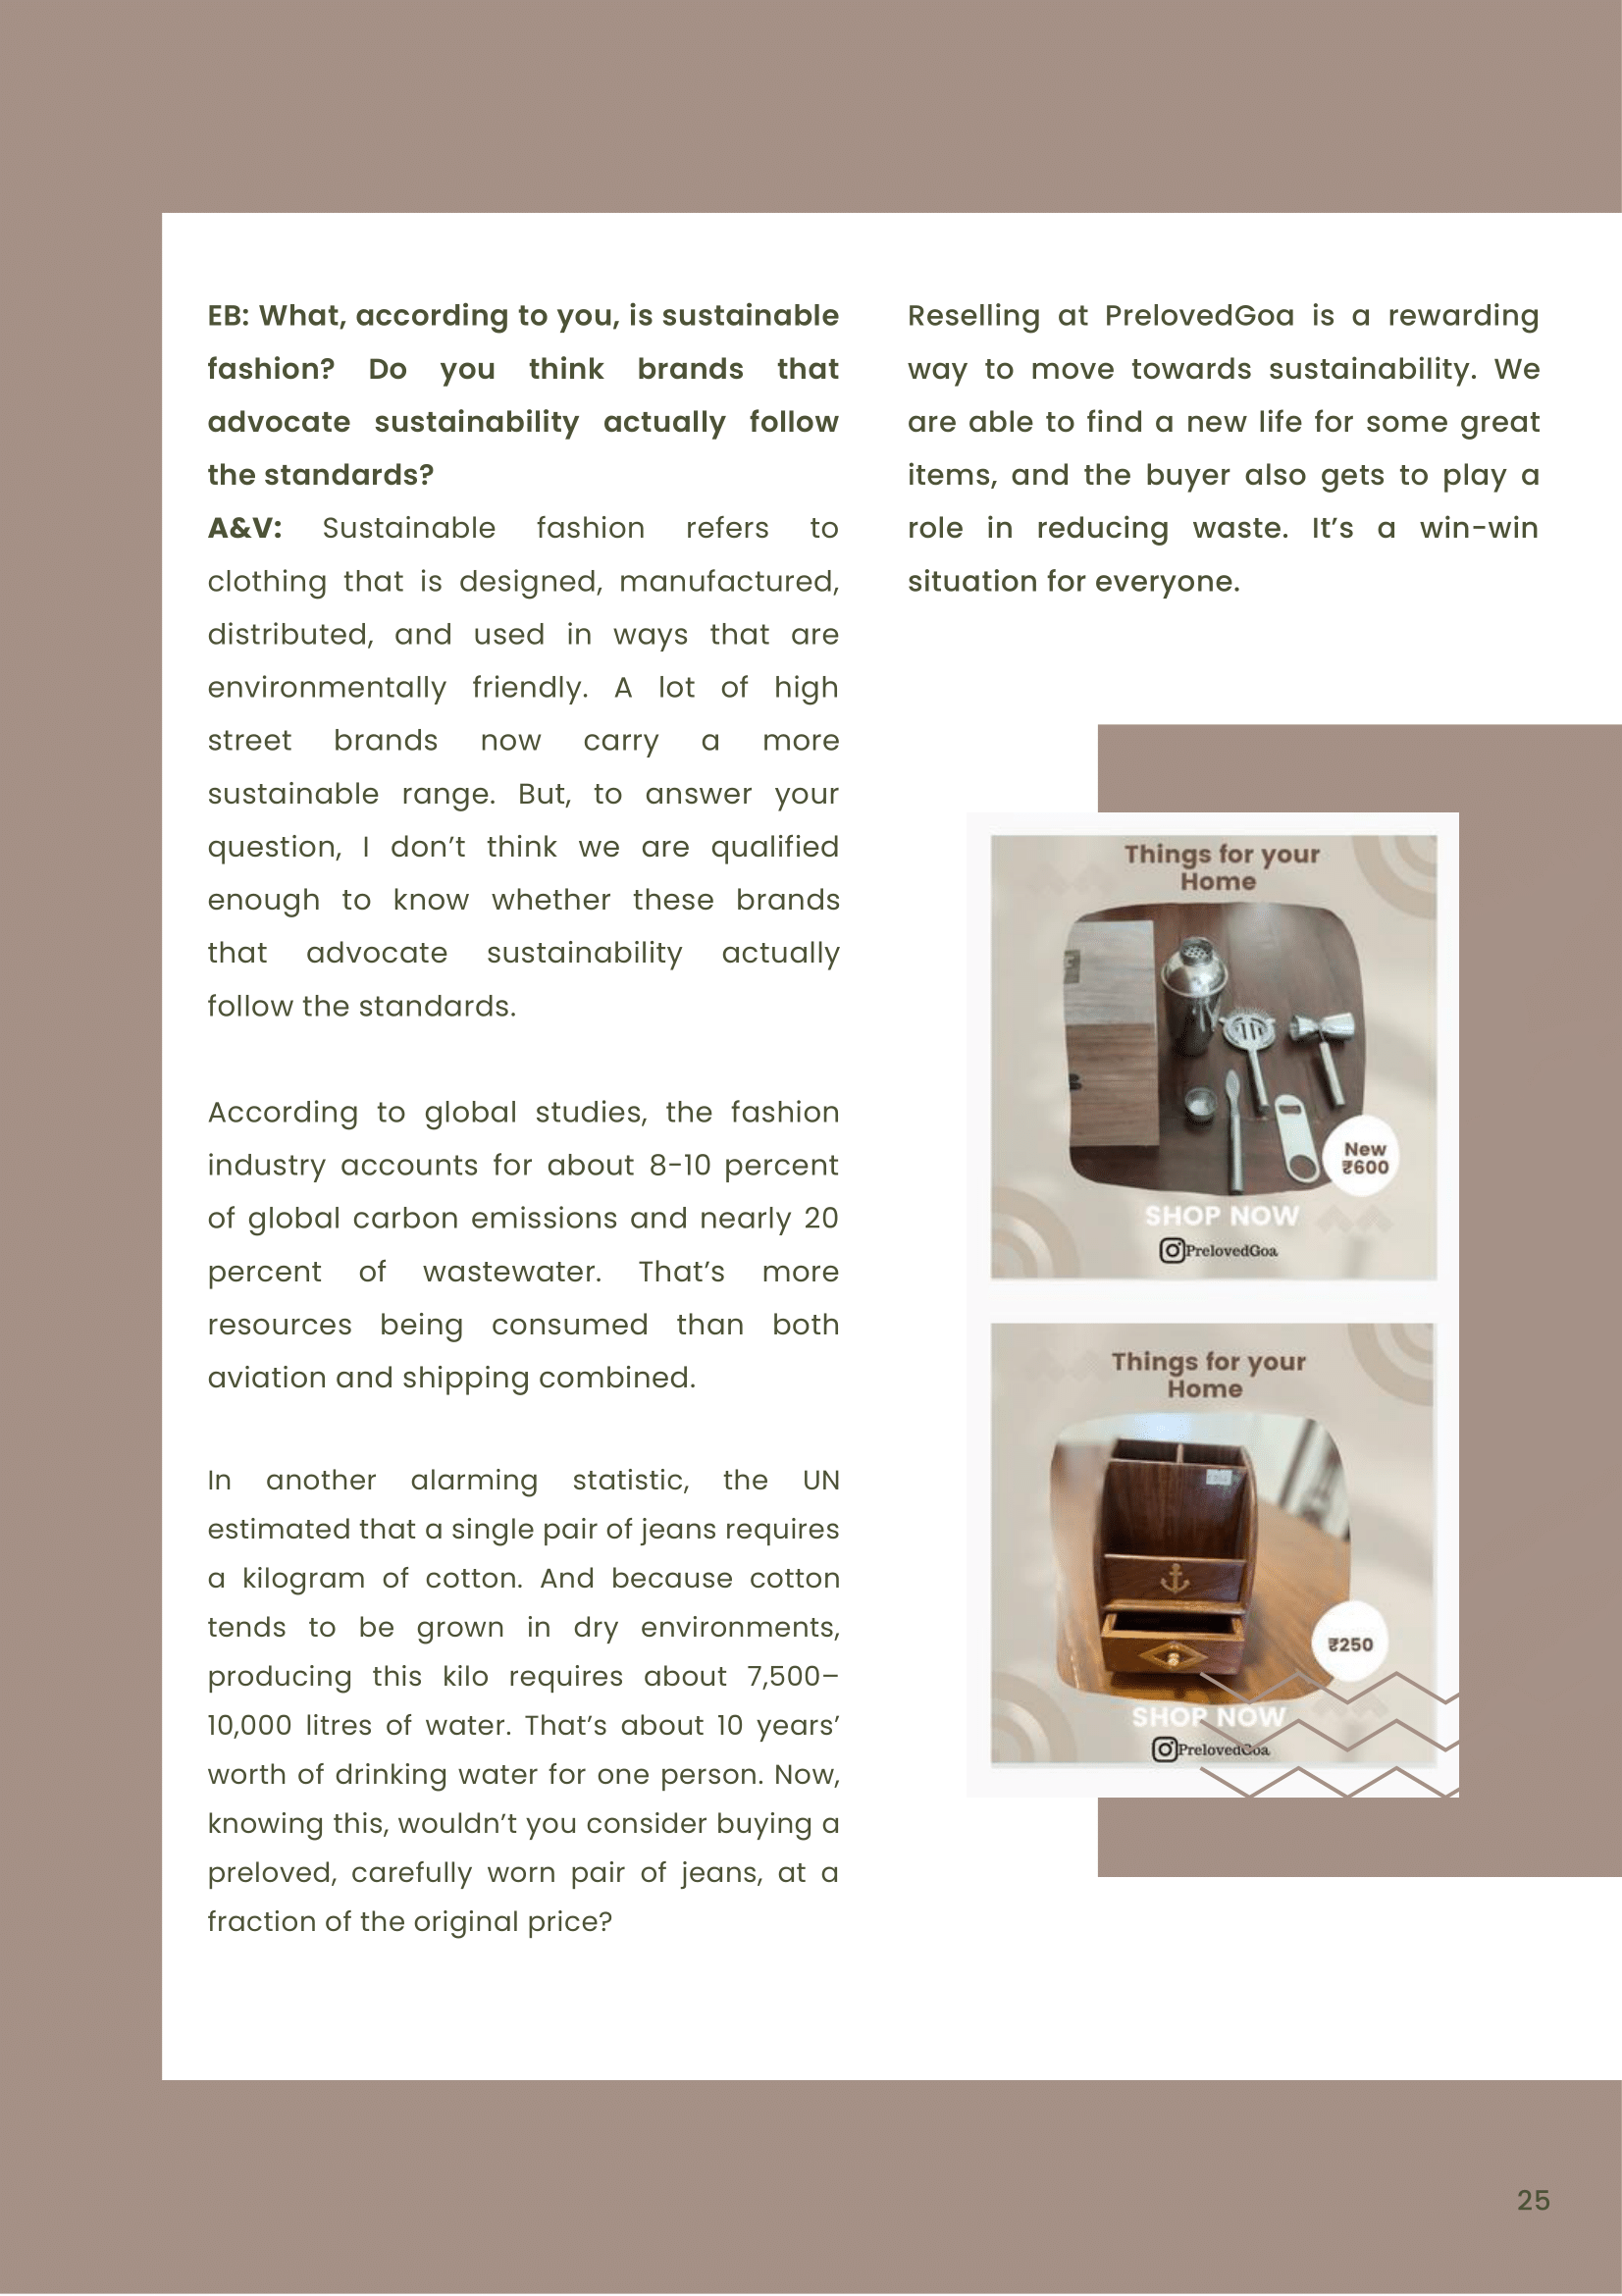 EB: What, according to you, is sustainable
fashion? Do you think brands that
advocate sustainability actually follow
the standards?
A&V: Sustainable fashion refers to
clothing that is designed, manufactured,
distributed, and used in ways that are
environmentally friendly. A lot of high
street brands now carry a more
sustainable range. But, to answer your
question, I don’t think we are qualified
enough to know whether these brands
that advocate sustainability actually
follow the standards.
According to global studies, the fashion
industry accounts for about 8-10 percent
of global carbon emissions and nearly 20
percent of wastewater. That’s more
resources being consumed than both
aviation and shipping combined.
In another alarming statistic, the UN
estimated that a single pair of jeans requires
a kilogram of cotton. And because cotton
tends to be grown in dry environments,
producing this kilo requires about 7,500–
10,000 litres of water. That’s about 10 years’
worth of drinking water for one person. Now,
knowing this, wouldn’t you consider buying a
preloved, carefully worn pair of jeans, at a
fraction of the original price?
Reselling at PrelovedGoa is a rewarding
way to move towards sustainability. We
are able to find a new life for some great
items, and the buyer also gets to play a
role in reducing waste. It’s a win-win
situation for everyone.
Things for your
Home
New
₹600
SHOP NOW
PrelovedGoa
Things for your
Home
₹250
SHOP NOW
PrelovedGoa
25